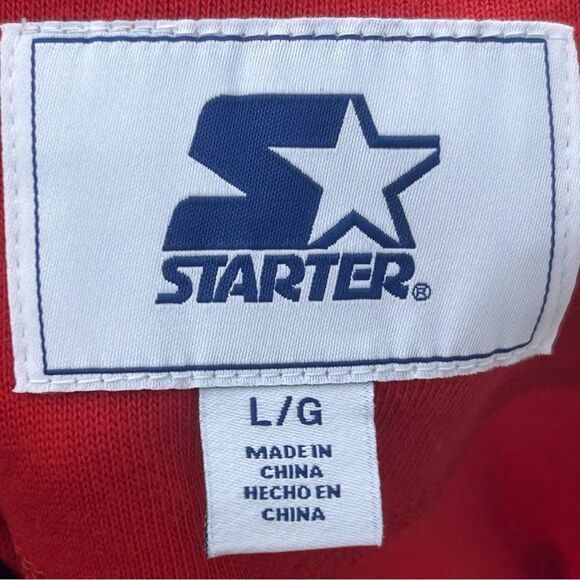 STARTER®
L/G
MADE IN
CHINA
HECHO EN
CHINA